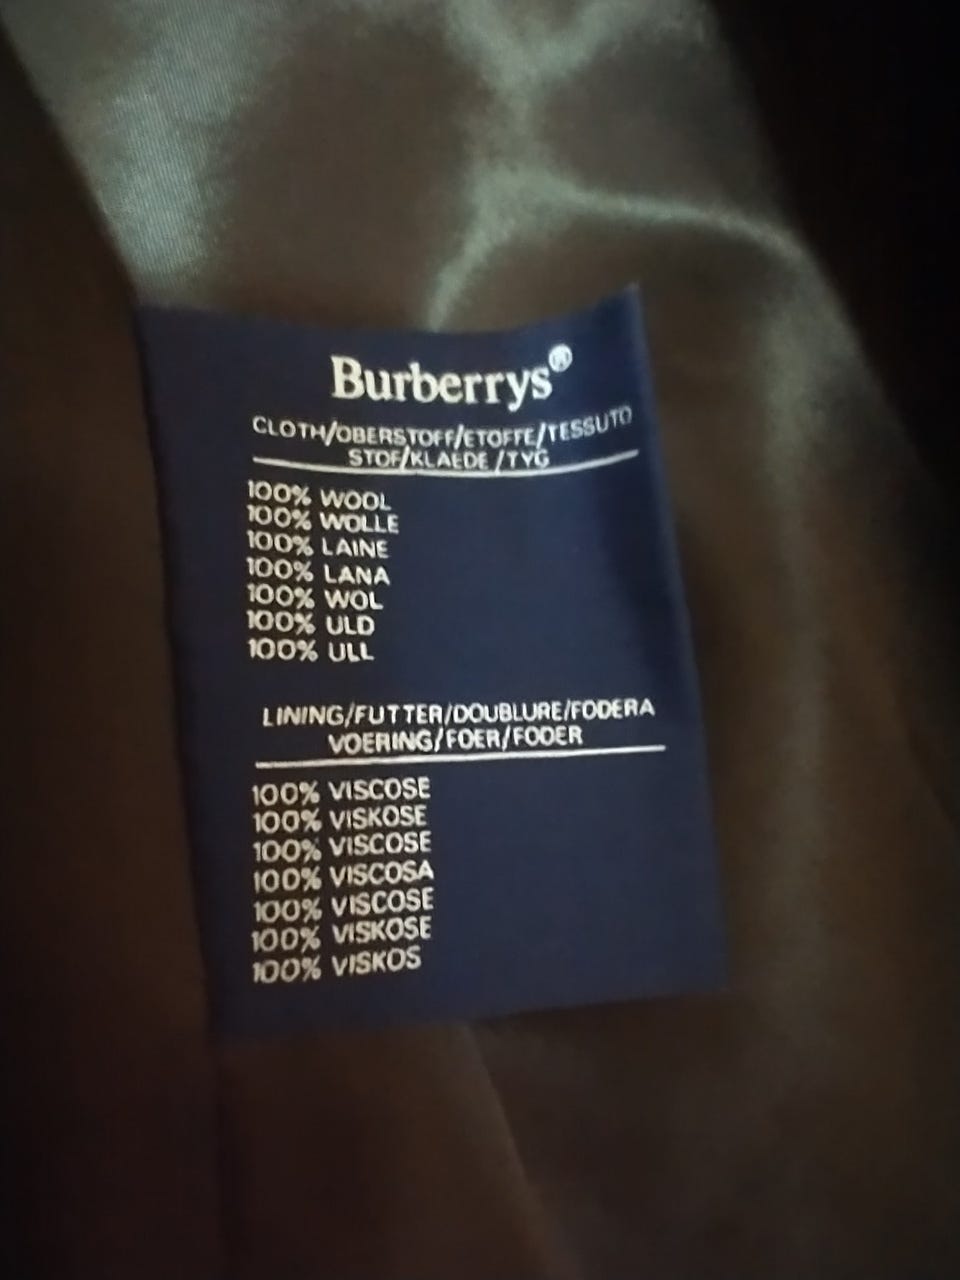 Burberrys®
CLOTH/OBERSTOFF/ETOFFE/TESSUTO
STOF/KLAEDE/TYG
100% WOOL
100% WOLLE
100% LAINE
100% LANA
100% WOL
100% ULD
100% ULL
LINING/FUTTER/DOUBLURE/FODERA
VOERING/FOER/FODER
100% VISCOSE
100% VISKOSE
100% VISCOSE
100% VISCOSA
100% VISCOSE
100% VISKOSE
100% VISKOS